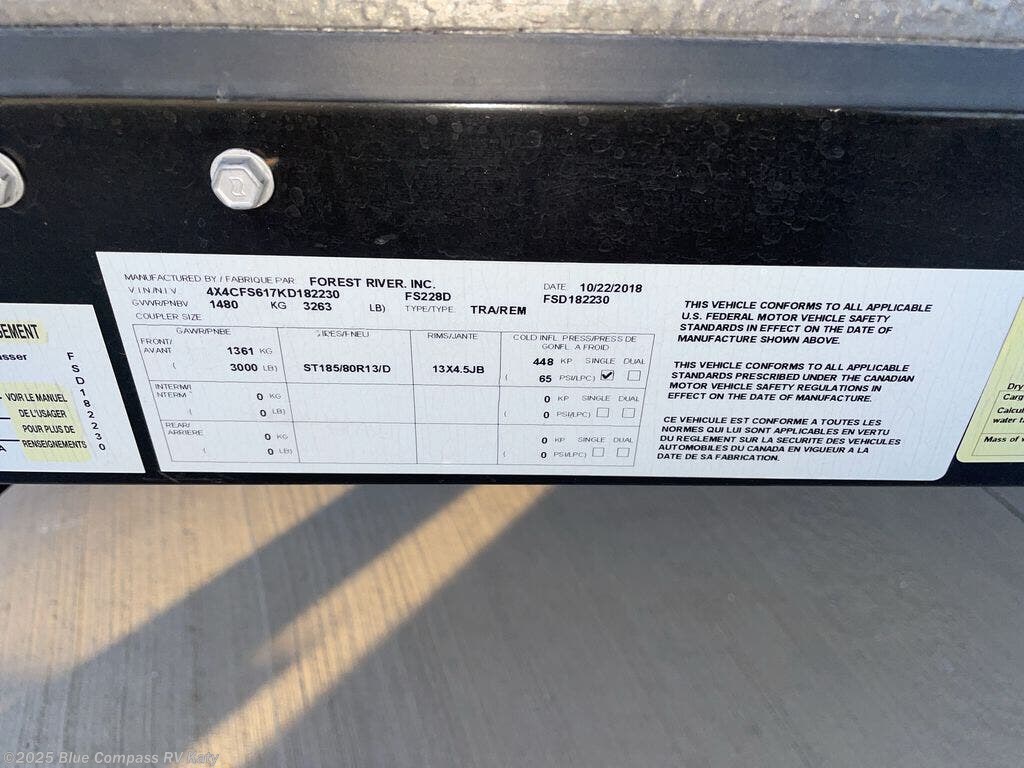 SEMENT
asser
VOIR LE MANUEL
DE L'USAGER
POUR PLUS DE
RENSEIGNEMENTS
A
FSD182230
MANUFACTURED BY / FABRIQUE PAR FOREST RIVER, INC. DATE 10/22/2018
V.I.N./N.I.V 4X4CFS617KD182230 FS228D FSD182230
GVWR/PNBV 1480 KG 3263 LB) TYPE/TYPE TRA/REM
COUPLER SIZE
GAWR/PNBE TIRES/PNEU RIMS/JANTE COLD INFL. PRESS/PRESS DE
GONFL. A FROID
FRONT/
AVANT 1361 KG 448 KP SINGLE DUAL
( 3000 LB) ST185/80R13/D 13X4.5JB ( 65 PSI/LPC) ☑ ☐
INTERM/
INTERM 0 KG 0 KP SINGLE DUAL
( 0 LB) ( 0 PSI/LPC) ☐ ☐
REAR/
ARRIERE 0 KG 0 KP SINGLE DUAL
( 0 LB) ( 0 PSI/LPC) ☐ ☐
THIS VEHICLE CONFORMS TO ALL APPLICABLE
U.S. FEDERAL MOTOR VEHICLE SAFETY
STANDARDS IN EFFECT ON THE DATE OF
MANUFACTURE SHOWN ABOVE.
THIS VEHICLE CONFORMS TO ALL APPLICABLE
STANDARDS PRESCRIBED UNDER THE CANADIAN
MOTOR VEHICLE SAFETY REGULATIONS IN
EFFECT ON THE DATE OF MANUFACTURE.
CE VEHICULE EST CONFORME A TOUTES LES
NORMES QUI LUI SONT APPLICABLES EN VERTU
DU REGLEMENT SUR LA SECURITE DES VEHICULES
AUTOMOBILES DU CANADA EN VIGUEUR A LA
DATE DE SA FABRICATION.
Dry
Carg
Calcu
water ta
Mass of w
©2025 Blue Compass RV Katy